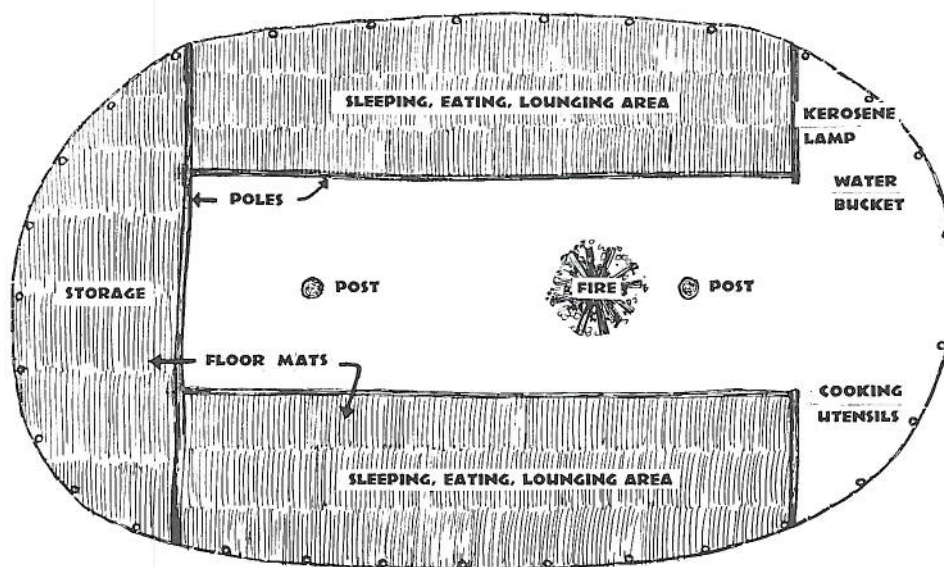 SLEEPING, EATING, LOUNGING AREA
KEROSENE
LAMP
WATER
BUCKET
POLES
STORAGE
POST
FIRE
POST
FLOOR MATS
COOKING
UTENSILS
SLEEPING, EATING, LOUNGING AREA